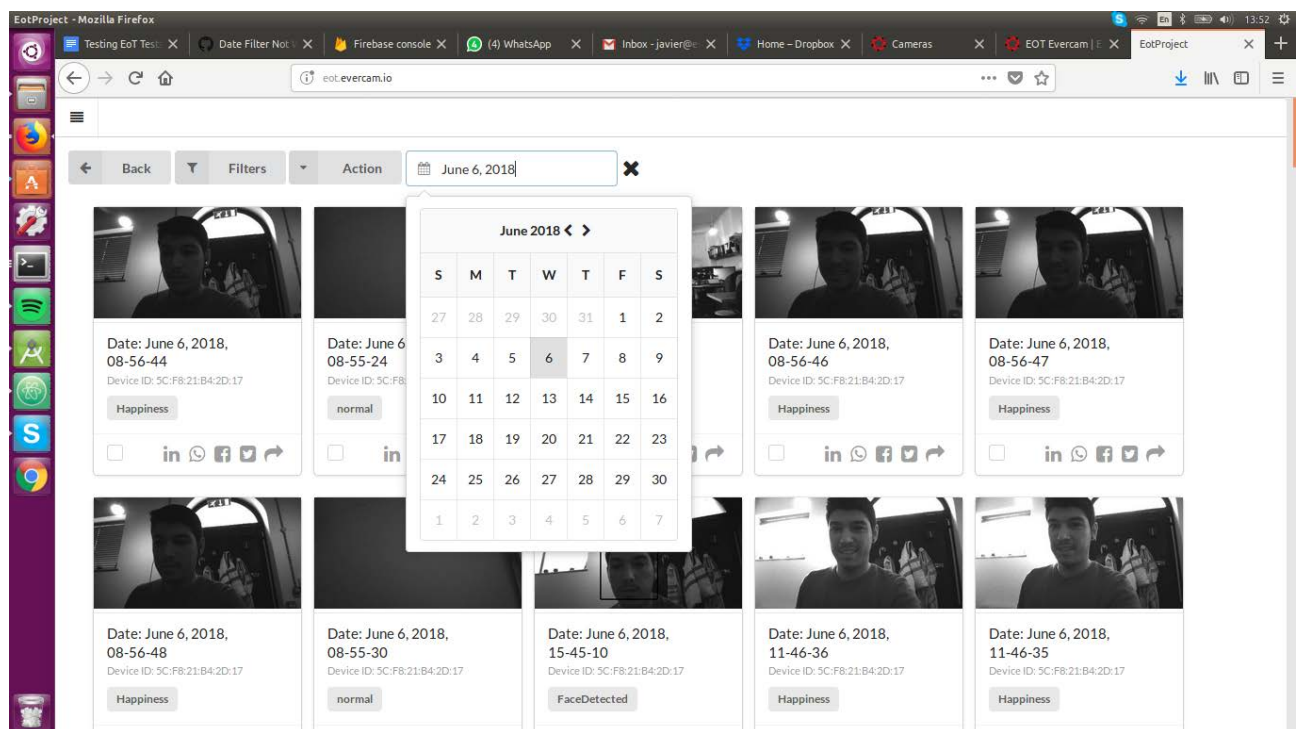 EotProject - Mozilla Firefox
En
13:52
Testing EoT Test
Date Filter Not
Firebase console
(4) WhatsApp
Inbox - javier@e
Home – Dropbox
Cameras
EOT Evercam | E
EotProject
eot.evercam.io
Back
Filters
Action
June 6, 2018
June 2018
S M T W T F S
27 28 29 30 31 1 2
3 4 5 6 7 8 9
10 11 12 13 14 15 16
17 18 19 20 21 22 23
24 25 26 27 28 29 30
1 2 3 4 5 6 7
Date: June 6, 2018,
08-56-44
Device ID: 5C:F8:21:B4:2D:17
Happiness
Date: June 6
08-55-24
Device ID: 5C:F8
normal
Date: June 6, 2018,
08-56-46
Device ID: 5C:F8:21:B4:2D:17
Happiness
Date: June 6, 2018,
08-56-47
Device ID: 5C:F8:21:B4:2D:17
Happiness
in
in
in
in
Date: June 6, 2018,
08-56-48
Device ID: 5C:F8:21:B4:2D:17
Happiness
Date: June 6, 2018,
08-55-30
Device ID: 5C:F8:21:B4:2D:17
normal
Date: June 6, 2018,
15-45-10
Device ID: 5C:F8:21:B4:2D:17
FaceDetected
Date: June 6, 2018,
11-46-36
Device ID: 5C:F8:21:B4:2D:17
Happiness
Date: June 6, 2018,
11-46-35
Device ID: 5C:F8:21:B4:2D:17
Happiness